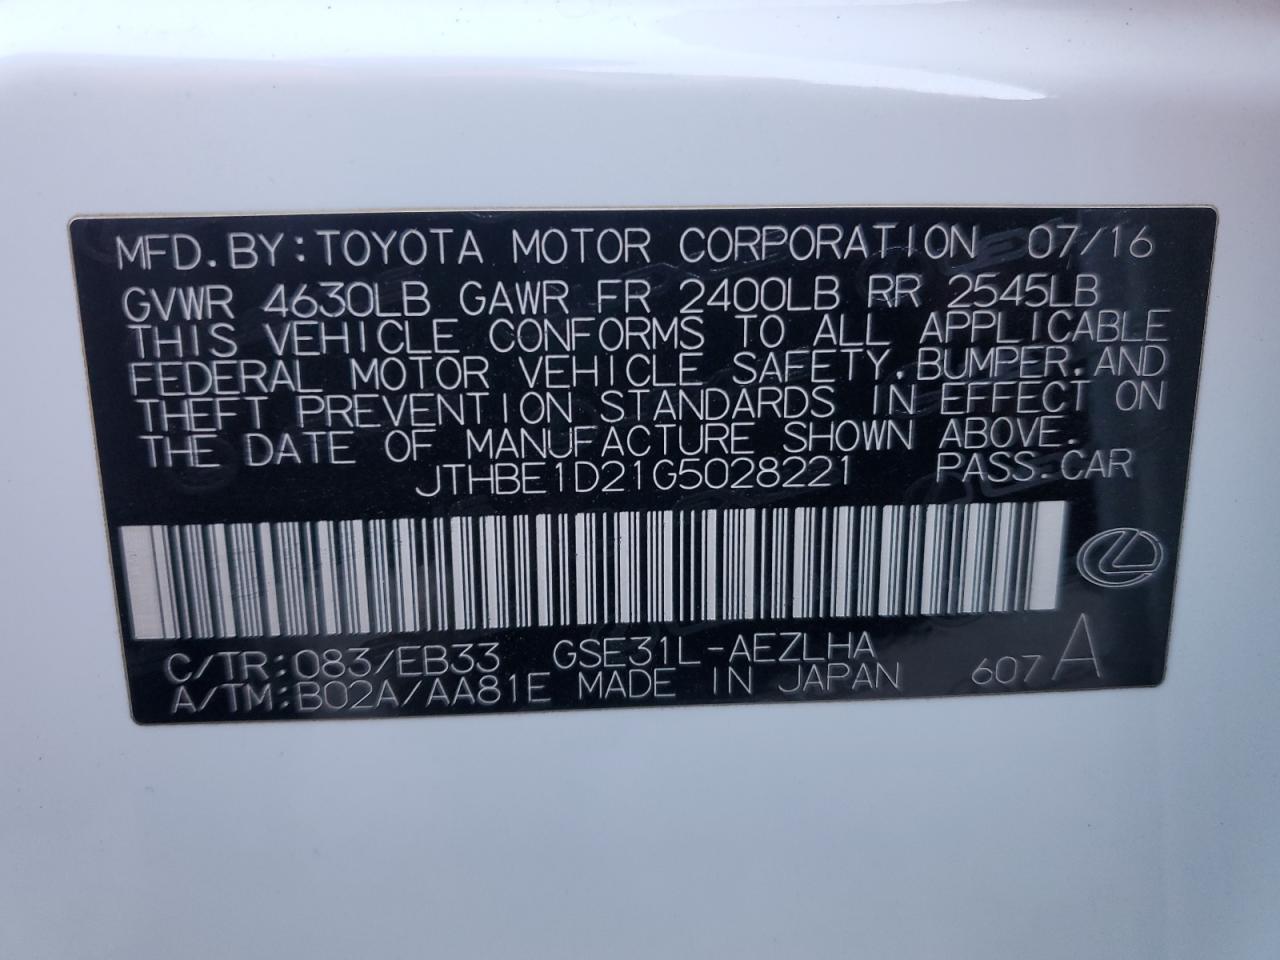 MFD. BY: TOYOTA MOTOR CORPORATION 07/16
GVWR 4630LB GAWR FR 2400LB RR 2545LB
THIS VEHICLE CONFORMS TO ALL APPLICABLE
FEDERAL MOTOR VEHICLE SAFETY, BUMPER, AND
THEFT PREVENTION STANDARDS IN EFFECT ON
THE DATE OF MANUFACTURE SHOWN ABOVE.
JTHBE1D21G5028221 PASS. CAR
C/TR: 083/EB33 GSE31L-AEZLHA
A/TM: B02A/AA81E MADE IN JAPAN 607 A